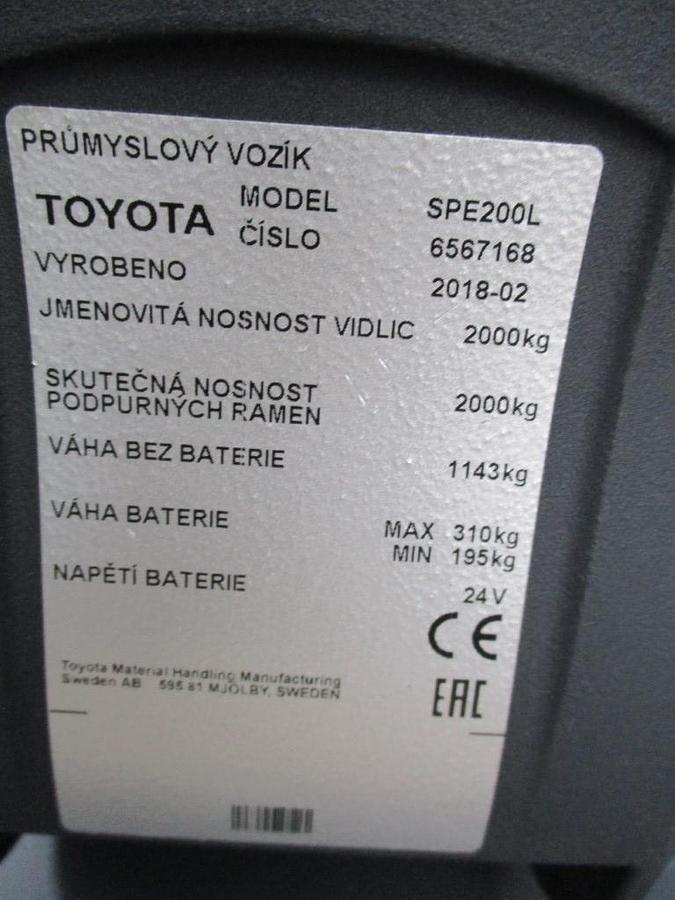 PRŮMYSLOVÝ VOZÍK
TOYOTA MODEL SPE200L
ČÍSLO 6567168
VYROBENO 2018-02
JMENOVITÁ NOSNOST VIDLIC 2000kg
SKUTEČNÁ NOSNOST
PODPURNÝCH RAMEN 2000kg
VÁHA BEZ BATERIE 1143kg
VÁHA BATERIE MAX 310kg
MIN 195kg
NAPĚTÍ BATERIE 24V
CE
Toyota Material Handling Manufacturing
Sweden AB 595 81 MJOLBY, SWEDEN
EAC